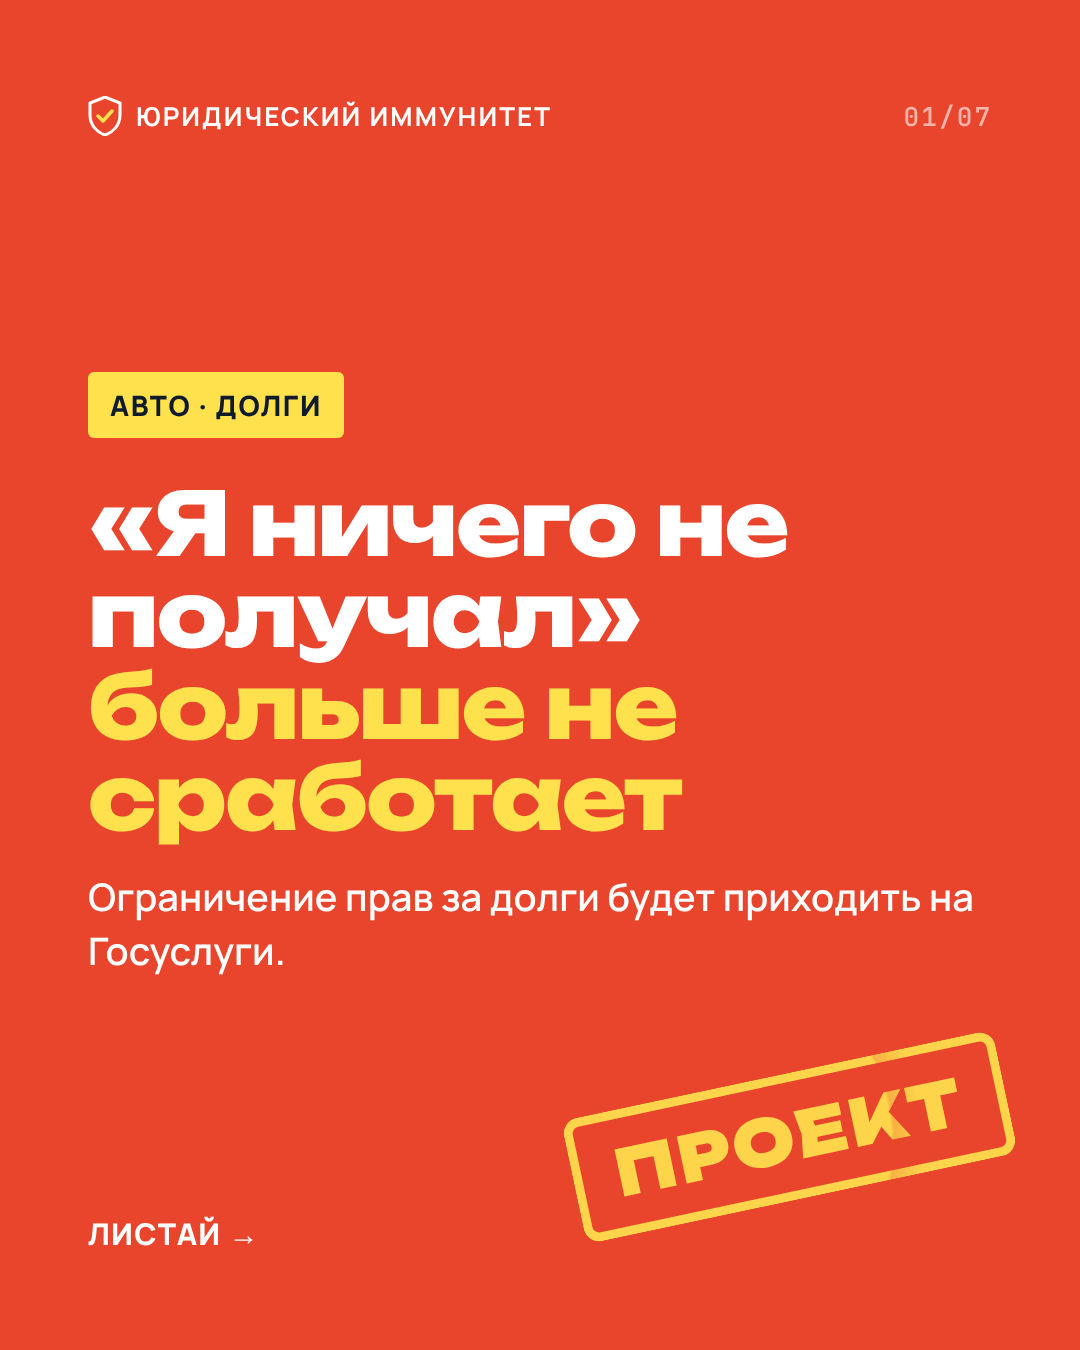 ЮРИДИЧЕСКИЙ ИММУНИТЕТ
01/07
АВТО · ДОЛГИ
«Я ничего не
получал»
больше не
сработает
Ограничение прав за долги будет приходить на
Госуслуги.
ПРОЕКТ
ЛИСТАЙ →